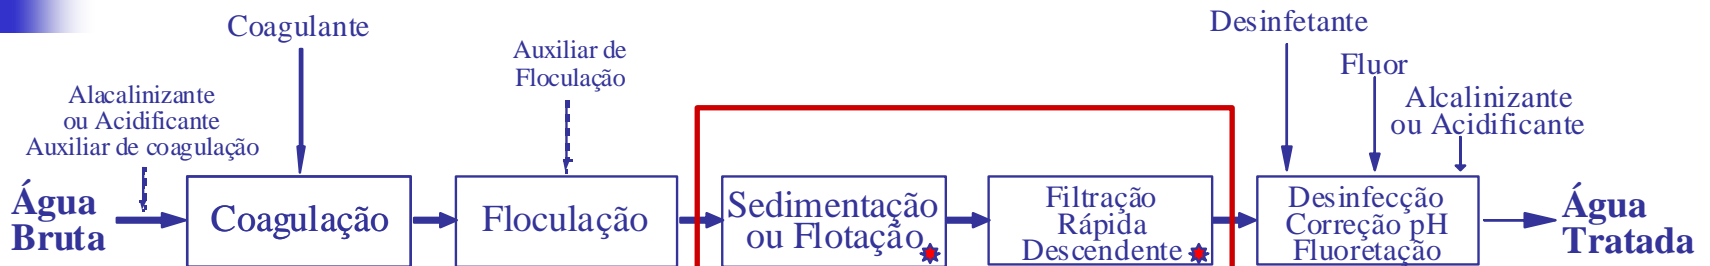 Coagulante
Desinfetante
Auxiliar de
Floculação
Fluor
Alacalinizante
ou Acidificante
Auxiliar de coagulação
Alcalinizante
ou Acidificante
Água
Bruta
Coagulação
Floculação
Sedimentação
ou Flotação
Filtração
Rápida
Descendente
Desinfecção
Correção pH
Fluoretação
Água
Tratada